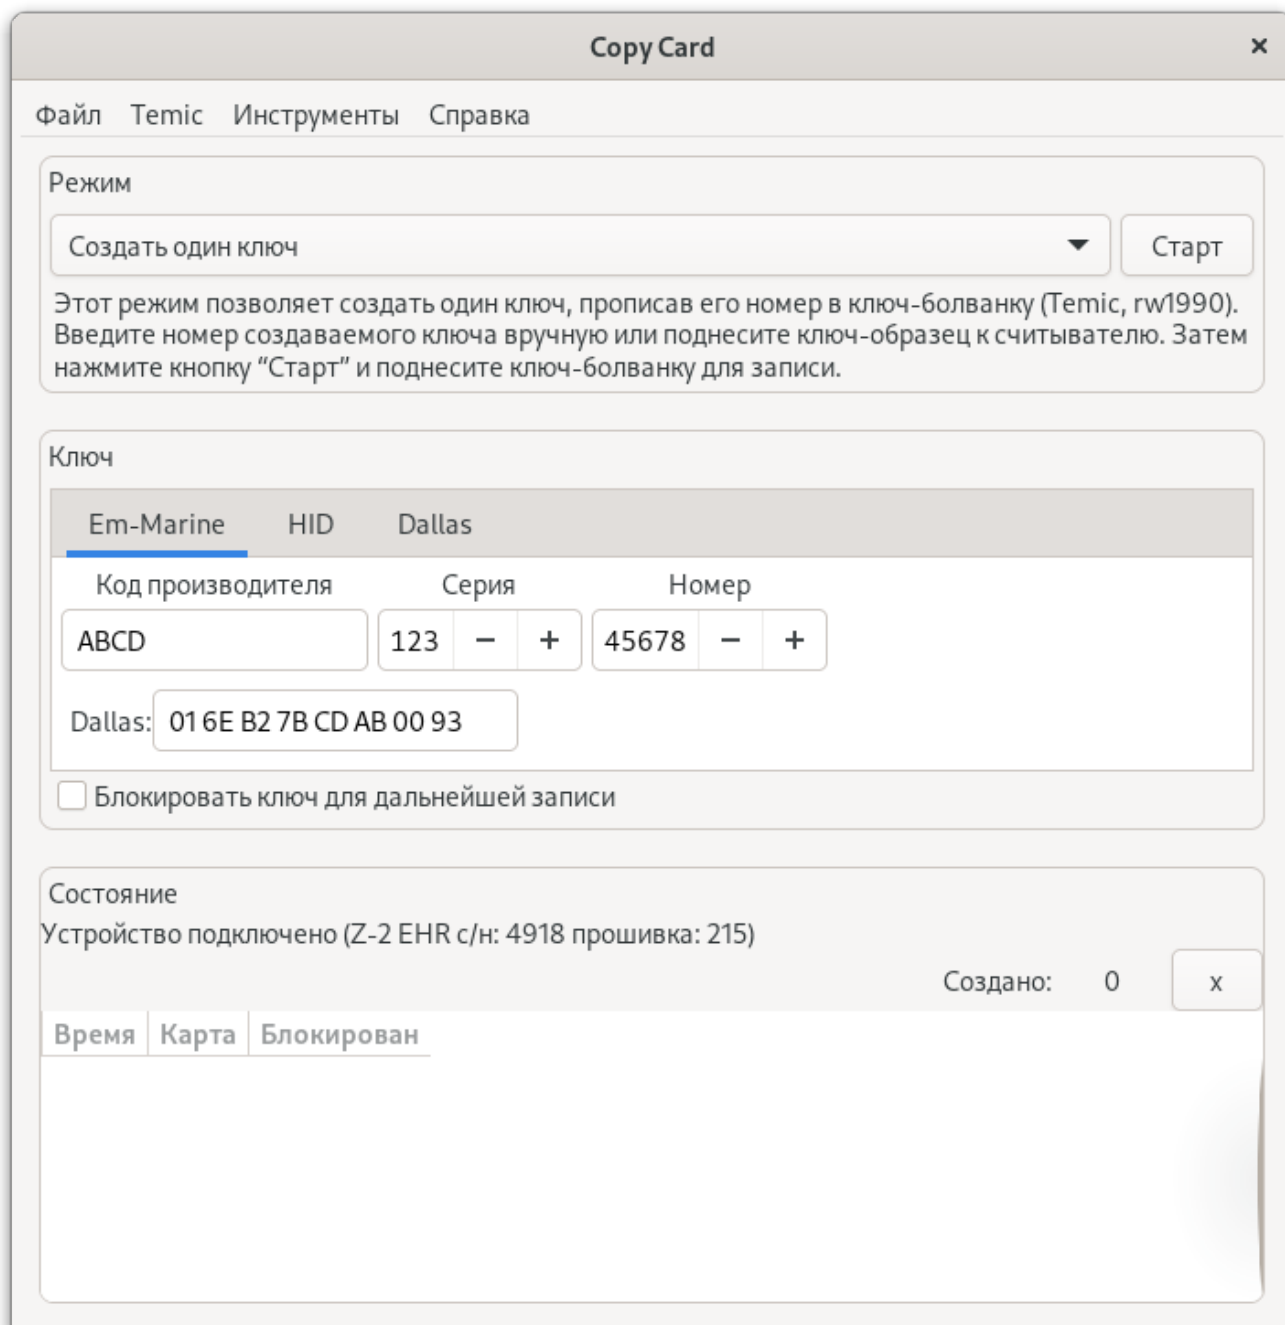 Copy Card ×
Файл Temic Инструменты Справка
Режим
Создать один ключ Старт
Этот режим позволяет создать один ключ, прописав его номер в ключ-болванку (Temic, rw1990).
Введите номер создаваемого ключа вручную или поднесите ключ-образец к считывателю. Затем
нажмите кнопку “Старт” и поднесите ключ-болванку для записи.
Ключ
Em-Marine HID Dallas
Код производителя Серия Номер
ABCD 123 − + 45678 − +
Dallas: 01 6E B2 7B CD AB 00 93
Блокировать ключ для дальнейшей записи
Состояние
Устройство подключено (Z-2 EHR с/н: 4918 прошивка: 215)
Создано: 0 x
Время Карта Блокирован